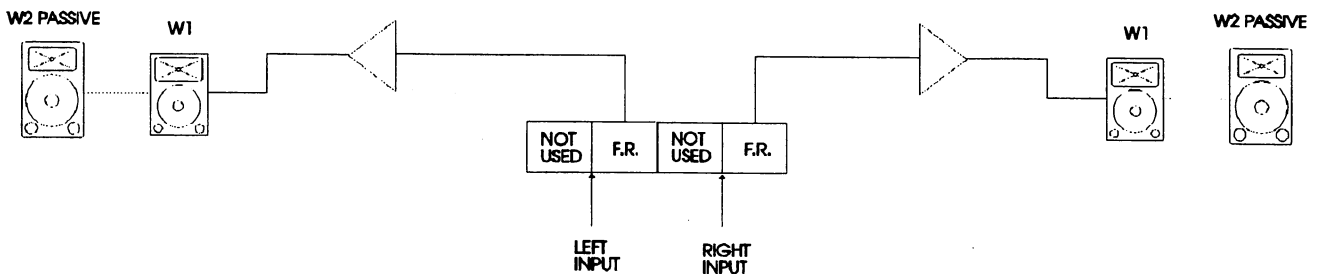 W2 PASSIVE
W1
W1
W2 PASSIVE
NOT
USED
F.R.
NOT
USED
F.R.
LEFT
INPUT
RIGHT
INPUT